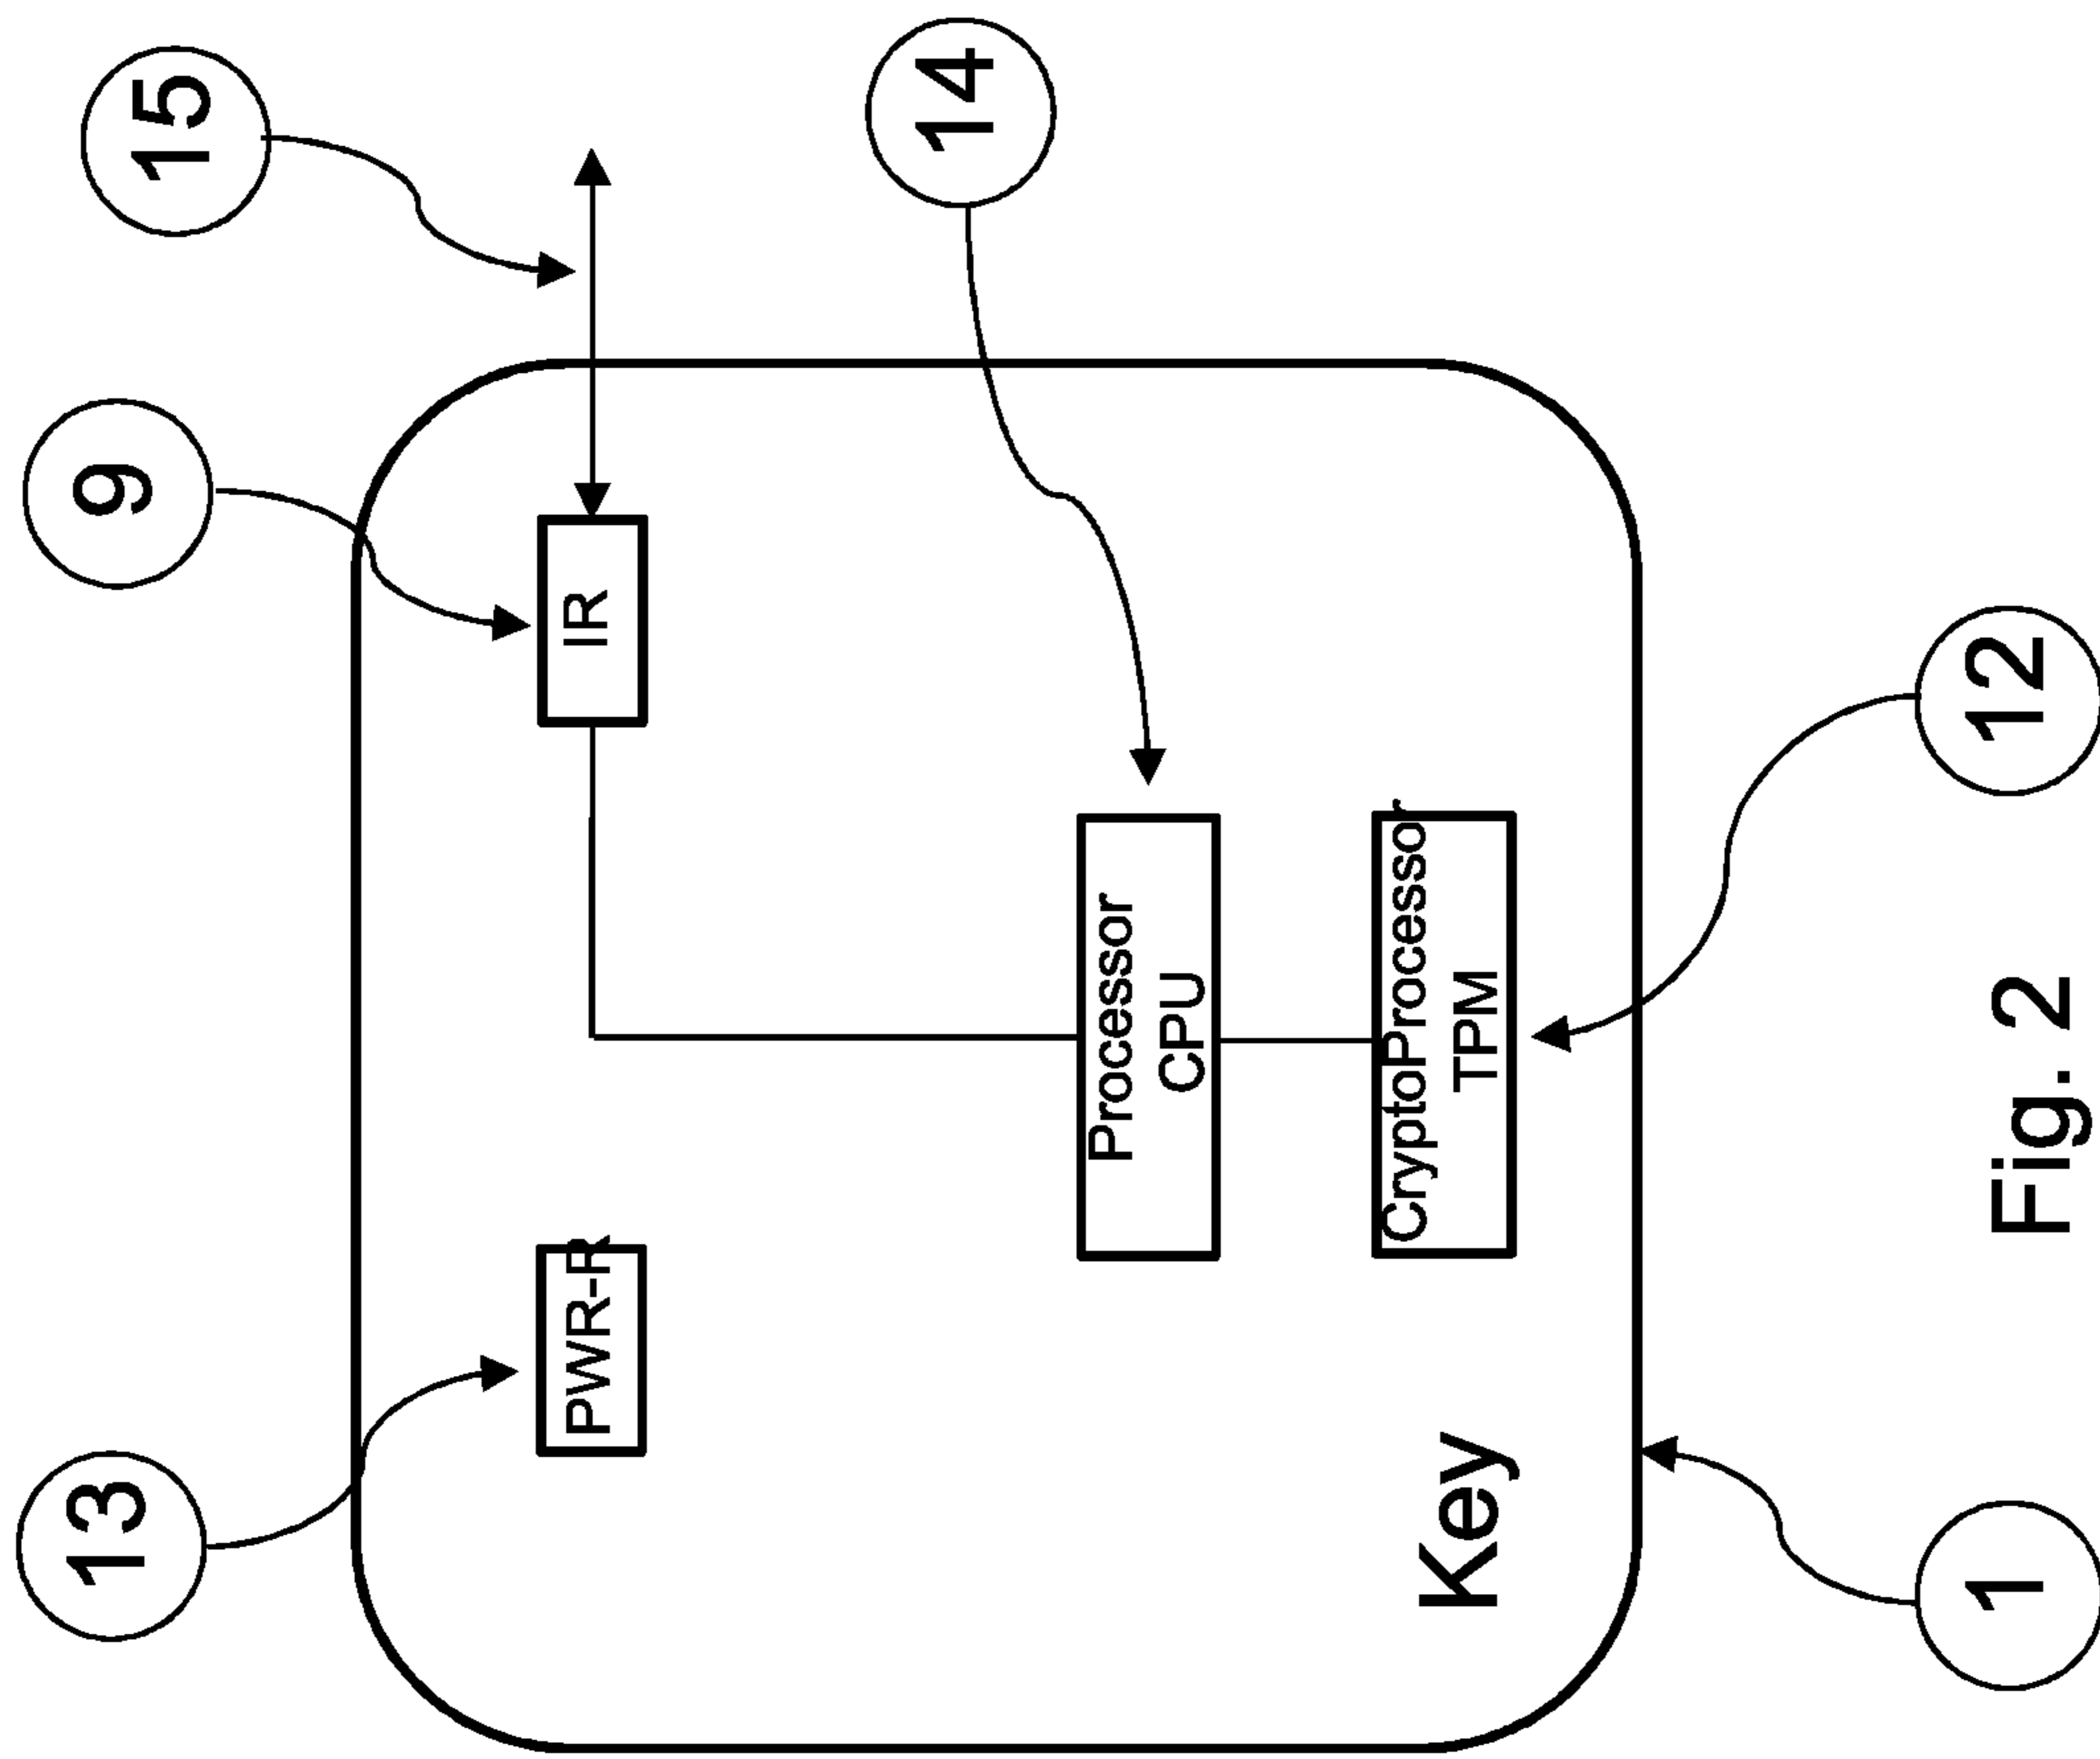 13
9
15
PWR-R
IR
14
Processor
CPU
CryptoProcessor
TPM
Key
1
12
Fig. 2